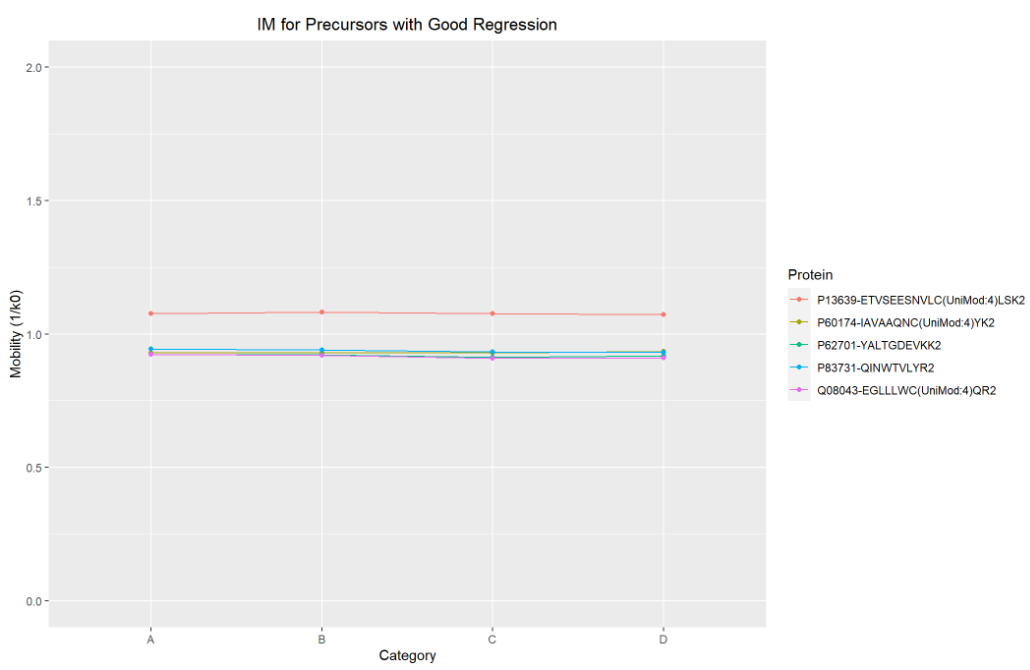 IM for Precursors with Good Regression
2.0
1.5
1.0
0.5
0.0
Mobility (1/k0)
A B C D
Category
Protein
P13639-ETVSEESNVLC(UniMod:4)LSK2
P60174-IAVAAQNC(UniMod:4)YK2
P62701-YALTGDEVKK2
P83731-QINWTVLYR2
Q08043-EGLLLWC(UniMod:4)QR2